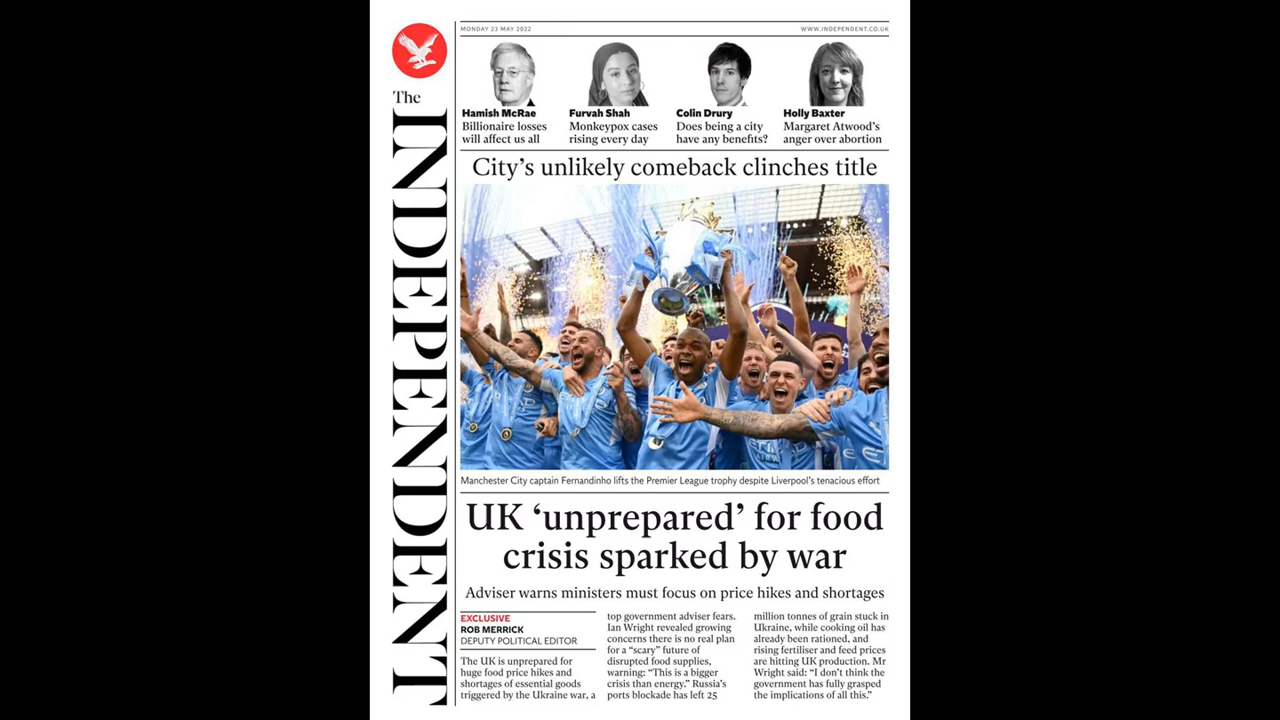 The INDEPENDENT
MONDAY 23 MAY 2022
WWW.INDEPENDENT.CO.UK
Hamish McRae
Billionaire losses
will affect us all
Furvah Shah
Monkeypox cases
rising every day
Colin Drury
Does being a city
have any benefits?
Holly Baxter
Margaret Atwood's
anger over abortion
City's unlikely comeback clinches title
Manchester City captain Fernandinho lifts the Premier League trophy despite Liverpool's tenacious effort
UK 'unprepared' for food
crisis sparked by war
Adviser warns ministers must focus on price hikes and shortages
EXCLUSIVE
ROB MERRICK
DEPUTY POLITICAL EDITOR
The UK is unprepared for
huge food price hikes and
shortages of essential goods
triggered by the Ukraine war, a
top government adviser fears.
Ian Wright revealed growing
concerns there is no real plan
for a “scary” future of
disrupted food supplies,
warning: “This is a bigger
crisis than energy.” Russia's
ports blockade has left 25
million tonnes of grain stuck in
Ukraine, while cooking oil has
already been rationed, and
rising fertiliser and feed prices
are hitting UK production. Mr
Wright said: “I don't think the
government has fully grasped
the implications of all this.”